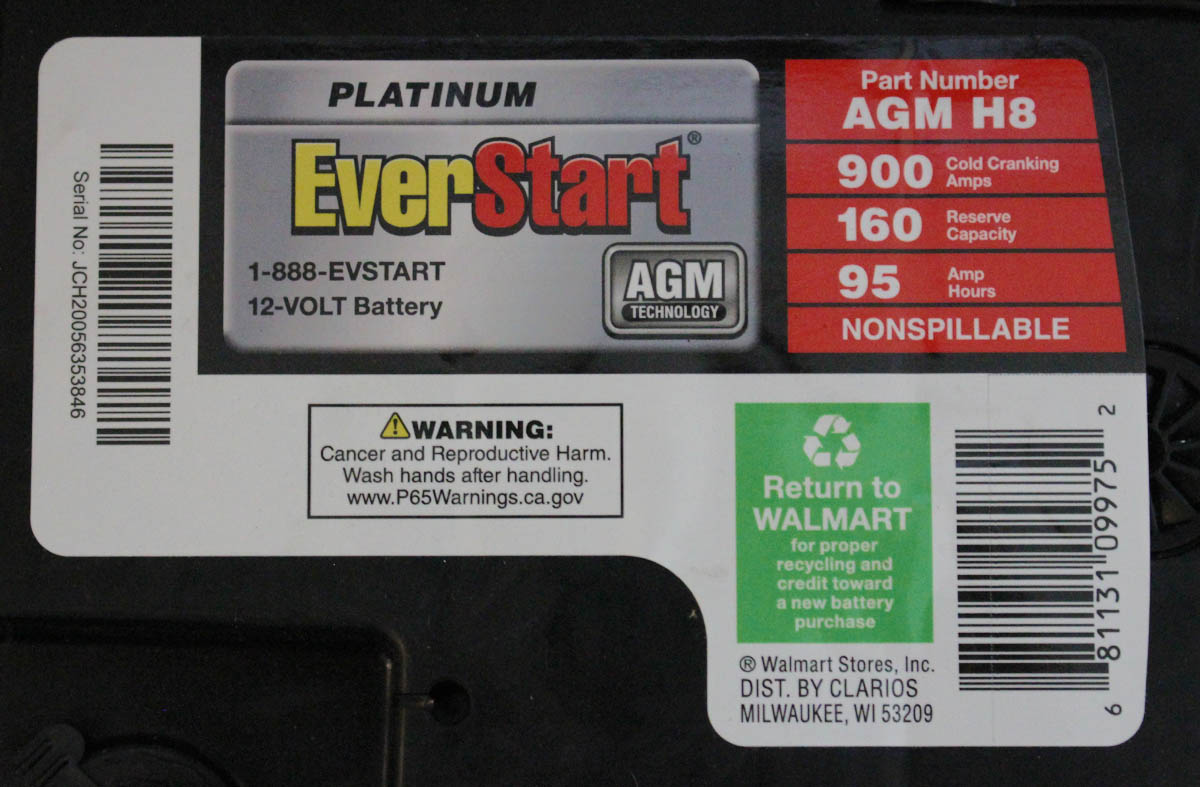 Serial No: JCH20056353846
PLATINUM
EverStart®
1-888-EVSTART
12-VOLT Battery
AGM
TECHNOLOGY
Part Number
AGM H8
900 Cold Cranking
Amps
160 Reserve
Capacity
95 Amp
Hours
NONSPILLABLE
WARNING:
Cancer and Reproductive Harm.
Wash hands after handling.
www.P65Warnings.ca.gov
Return to
WALMART
for proper
recycling and
credit toward
a new battery
purchase
® Walmart Stores, Inc.
DIST. BY CLARIOS
MILWAUKEE, WI 53209
6 81131 09975 2